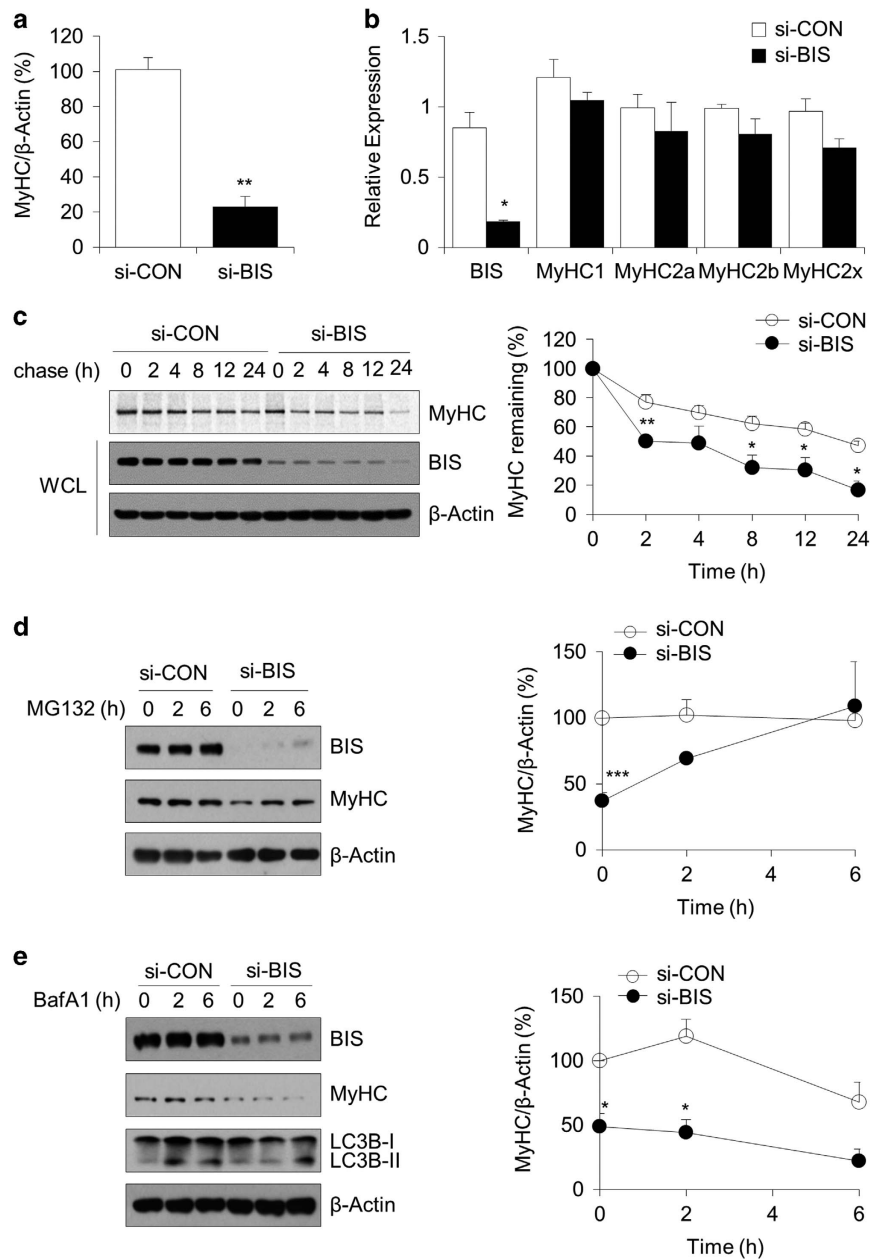 a
MyHC/β-Actin (%)
120
100
80
60
40
20
0
**
si-CON
si-BIS
b
si-CON
si-BIS
Relative Expression
1.5
1
0.5
0
*
BIS
MyHC1
MyHC2a
MyHC2b
MyHC2x
c
si-CON
si-BIS
chase (h)
0 2 4 8 12 24 0 2 4 8 12 24
MyHC
WCL
BIS
β-Actin
si-CON
si-BIS
MyHC remaining (%)
120
100
80
60
40
20
0
**
*
*
*
0 2 4 8 12 24
Time (h)
d
si-CON
si-BIS
MG132 (h)
0 2 6 0 2 6
BIS
MyHC
β-Actin
si-CON
si-BIS
MyHC/β-Actin (%)
150
100
50
0
***
0 2 4 6
Time (h)
e
si-CON
si-BIS
BafA1 (h)
0 2 6 0 2 6
BIS
MyHC
LC3B-I
LC3B-II
β-Actin
si-CON
si-BIS
MyHC/β-Actin (%)
150
100
50
0
*
*
0 2 4 6
Time (h)